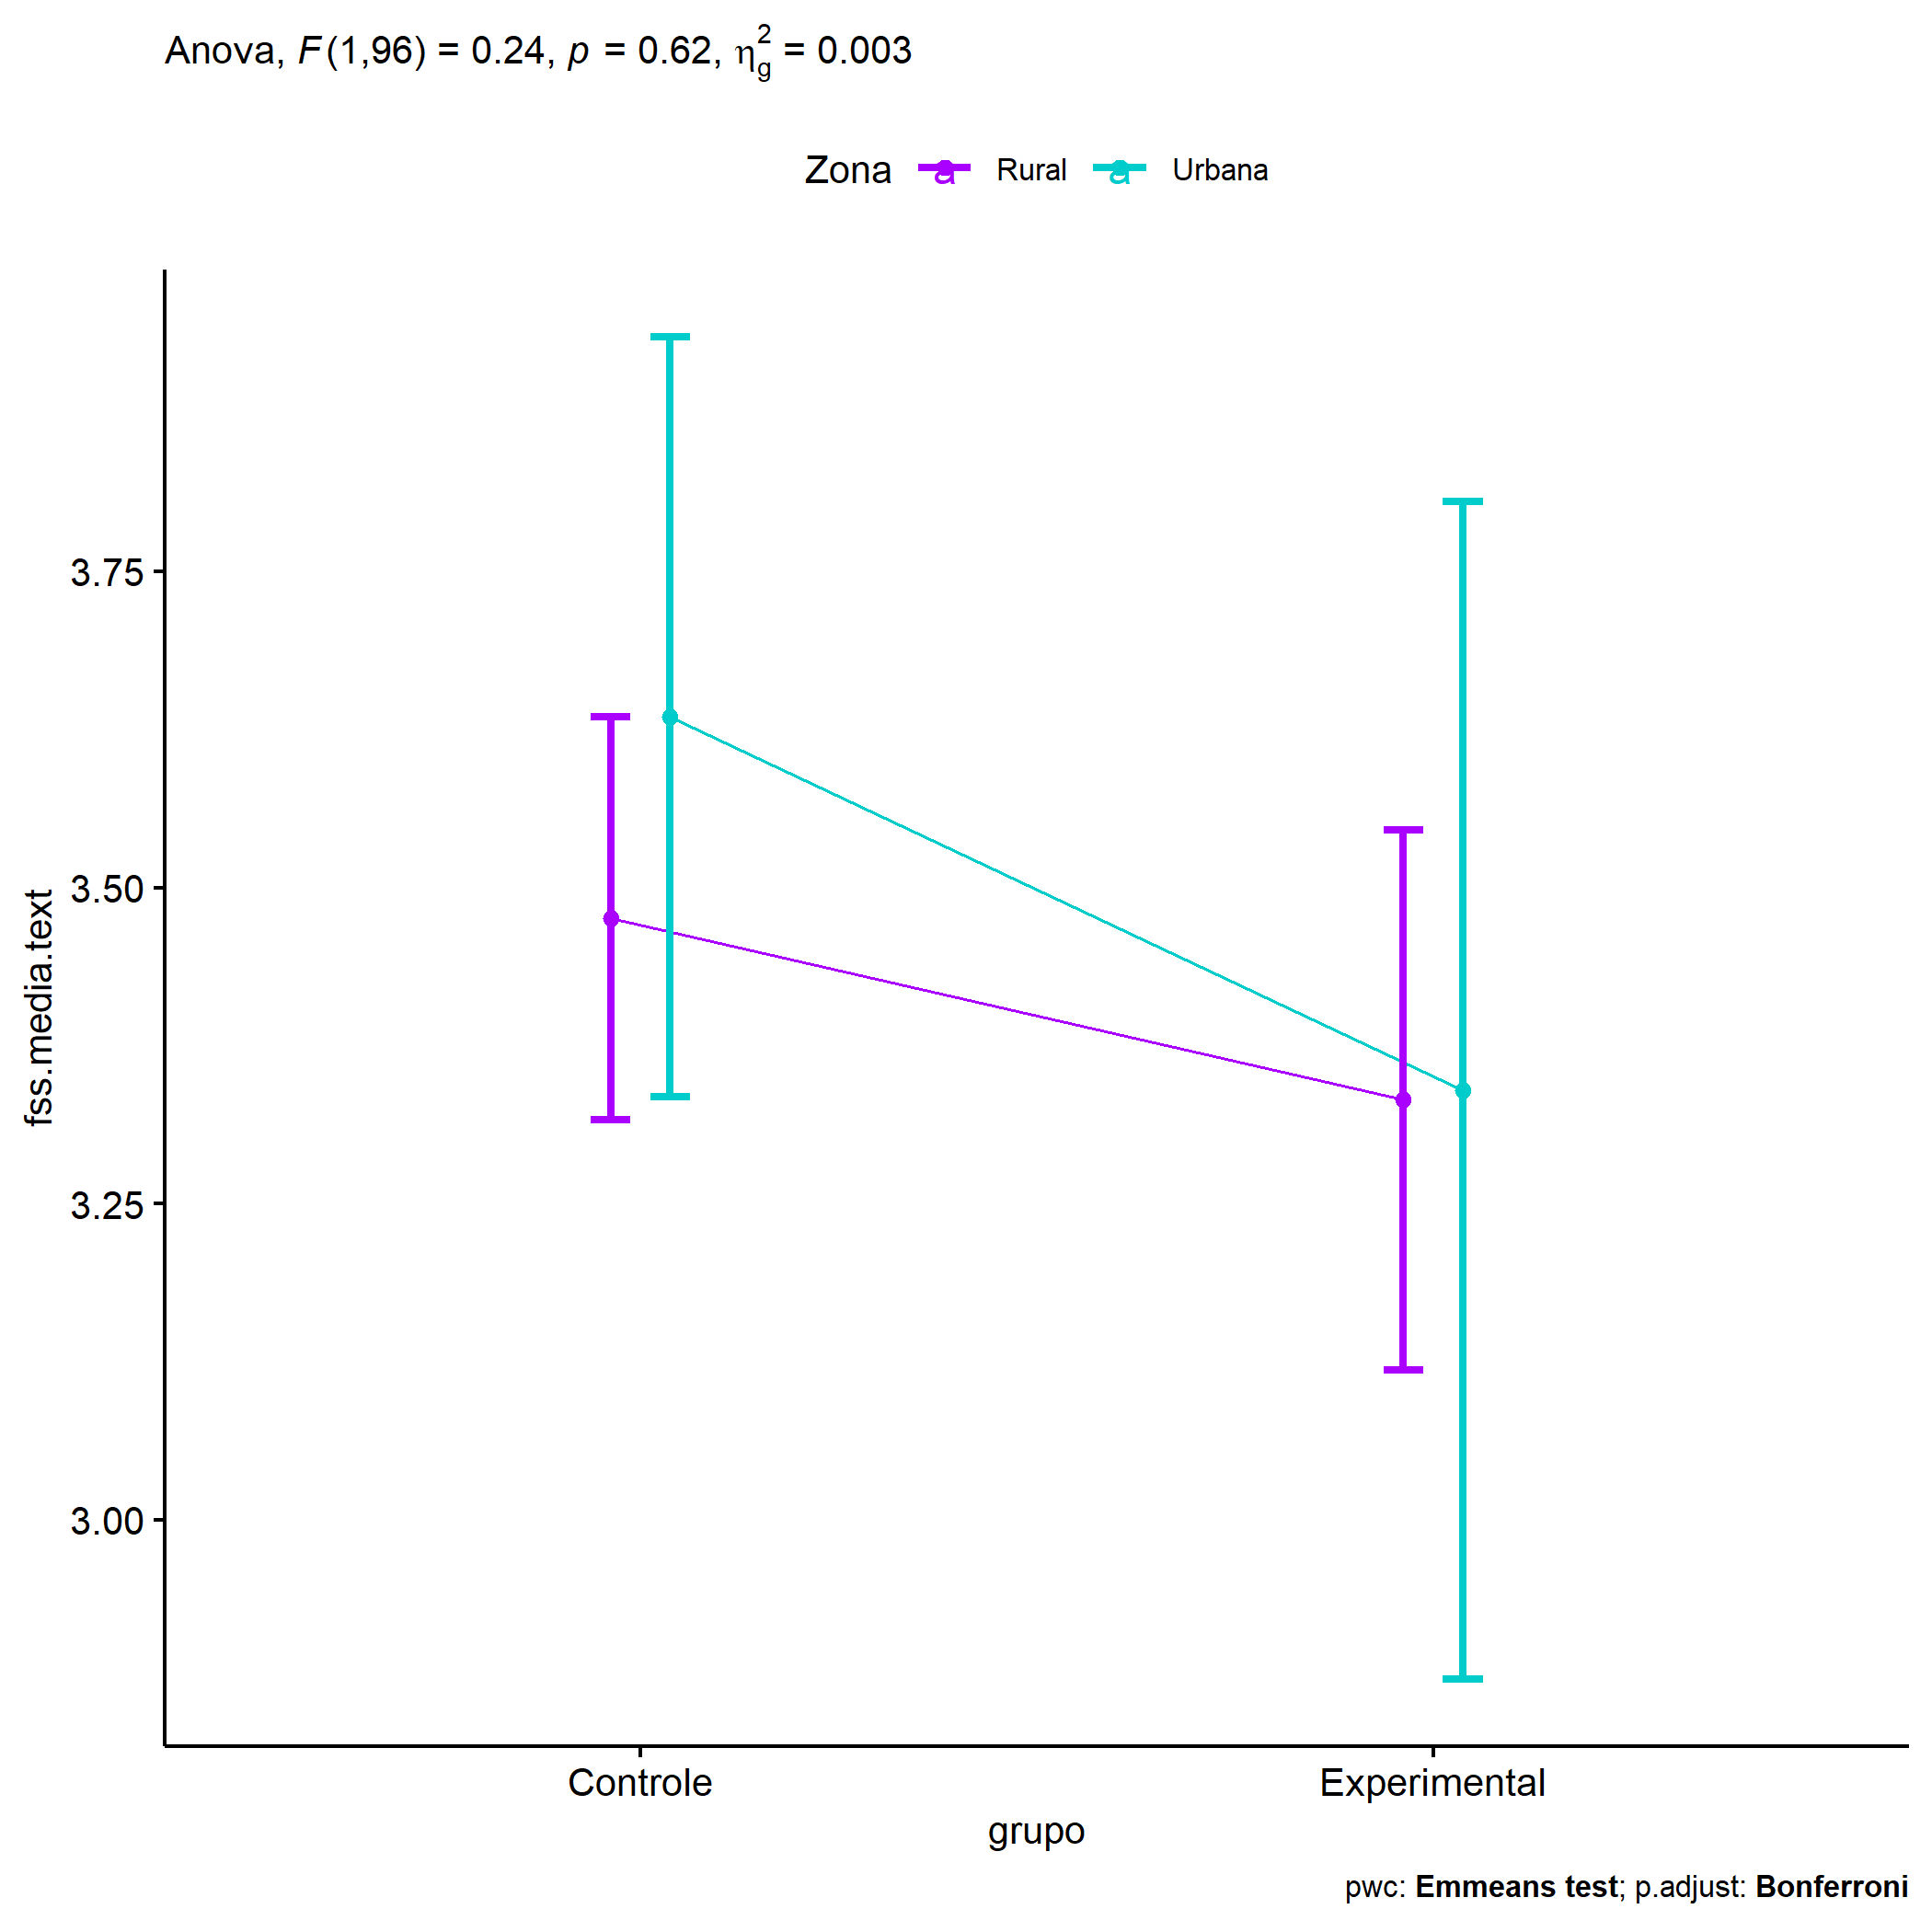 Anova, F(1,96) = 0.24, p = 0.62, η²g = 0.003
Zona a Rural a Urbana
fss.media.text
3.75
3.50
3.25
3.00
Controle Experimental
grupo
pwc: Emmeans test; p.adjust: Bonferroni